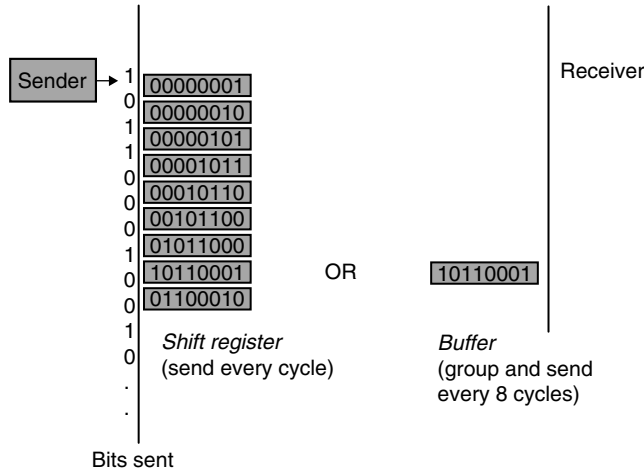 Sender
Receiver
1
0
1
1
0
0
0
1
0
0
1
0
.
.
00000001
00000010
00000101
00001011
00010110
00101100
01011000
10110001
01100010
OR
10110001
Shift register
(send every cycle)
Buffer
(group and send
every 8 cycles)
Bits sent